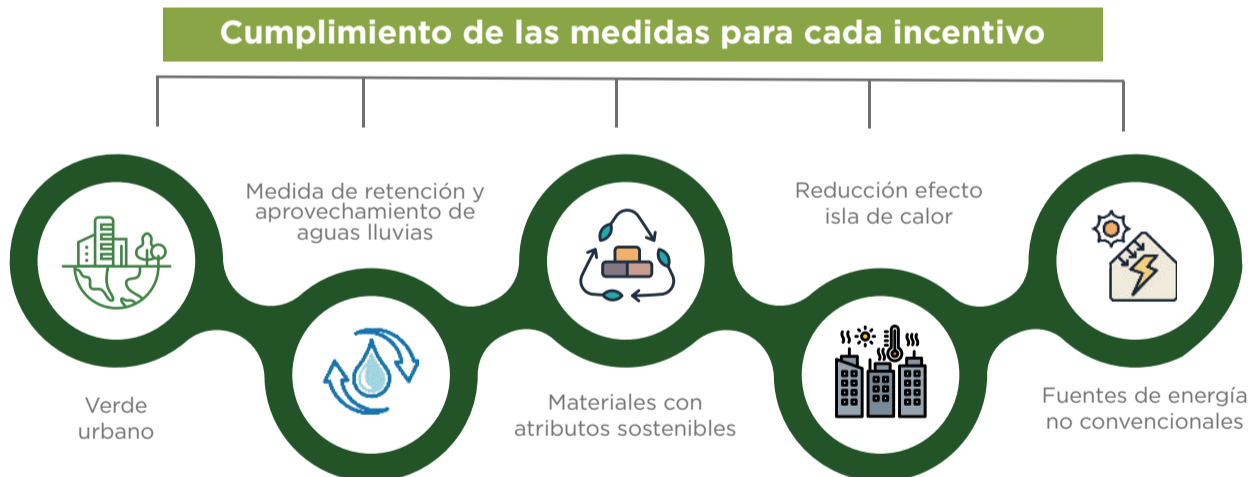 Cumplimiento de las medidas para cada incentivo
Verde
urbano
Medida de retención y
aprovechamiento de
aguas lluvias
Materiales con
atributos sostenibles
Reducción efecto
isla de calor
Fuentes de energía
no convencionales